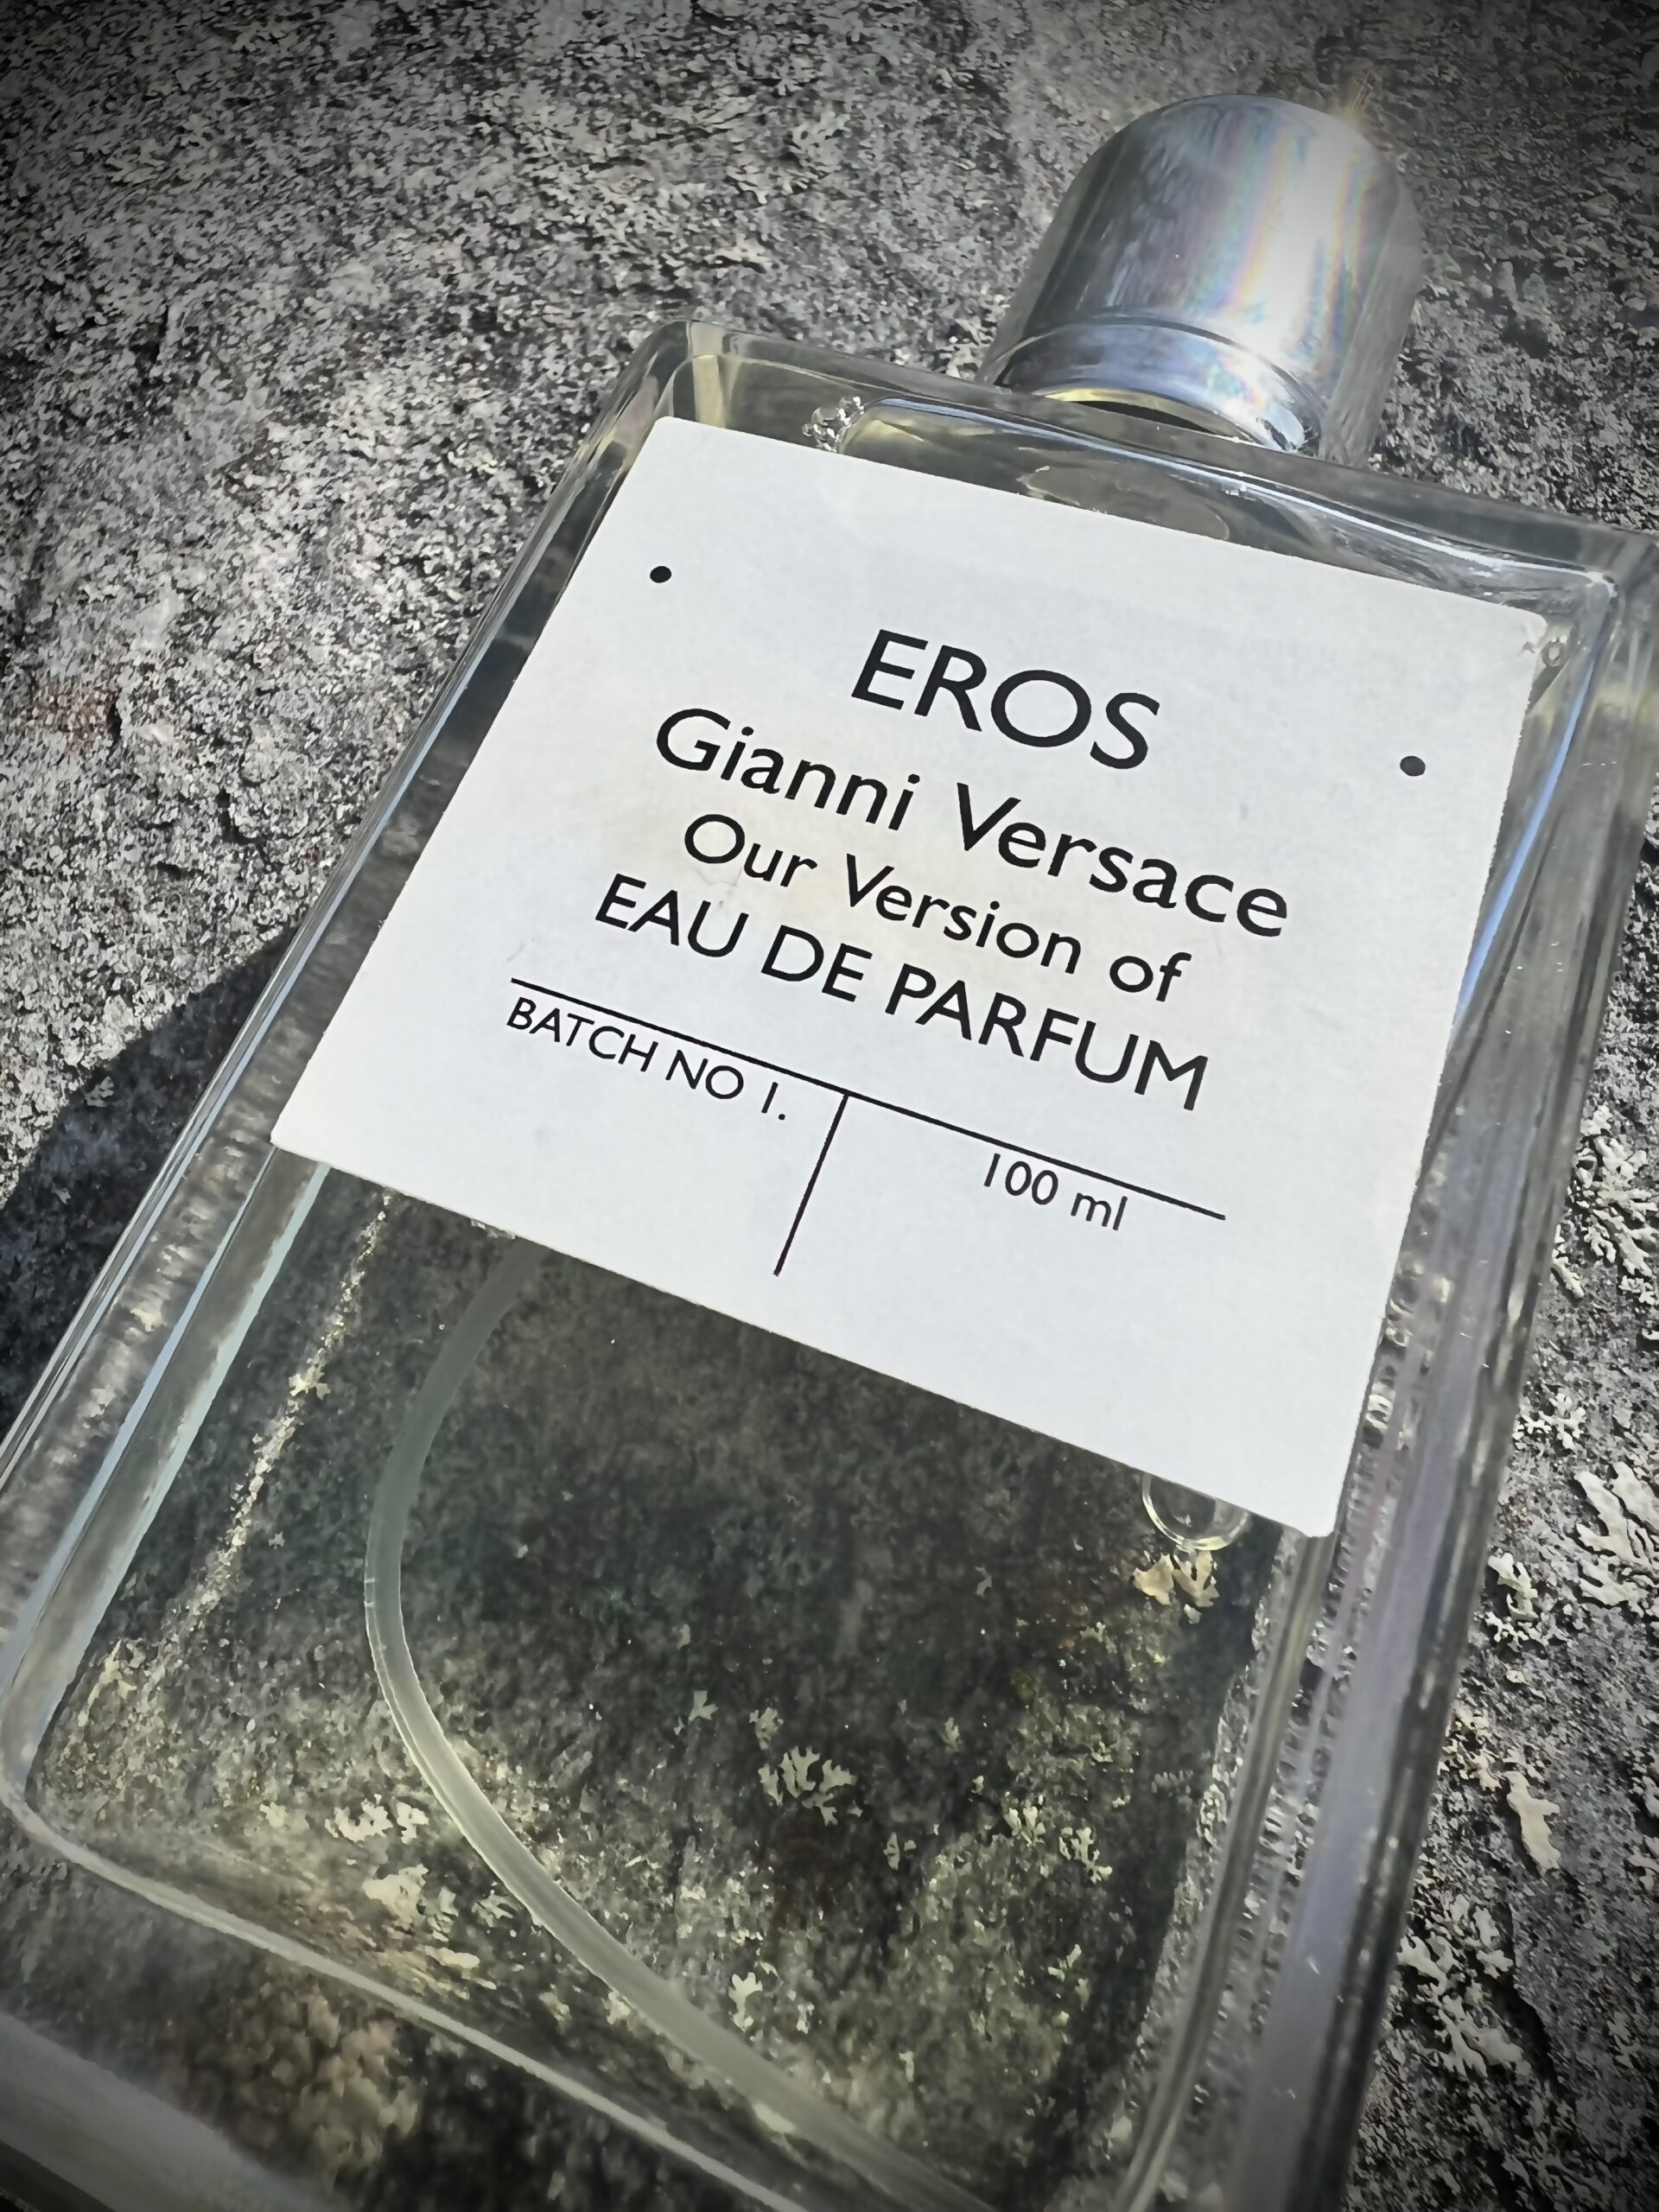 EROS
Gianni Versace
Our Version of
EAU DE PARFUM
BATCH NO 1.
100 ml